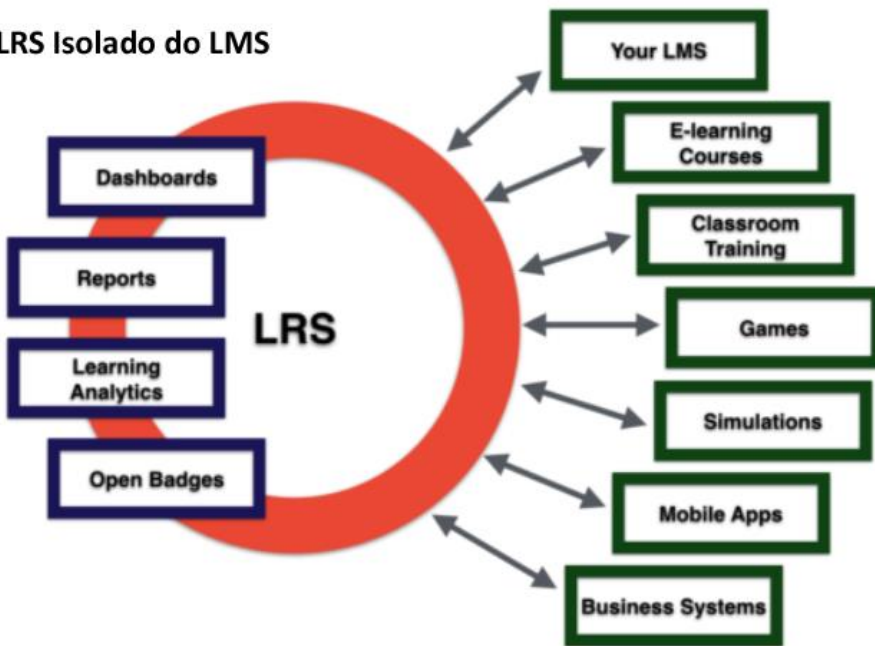 LRS Isolado do LMS
Your LMS
E-learning
Courses
Dashboards
Classroom
Training
Reports
LRS
Games
Learning
Analytics
Simulations
Open Badges
Mobile Apps
Business Systems